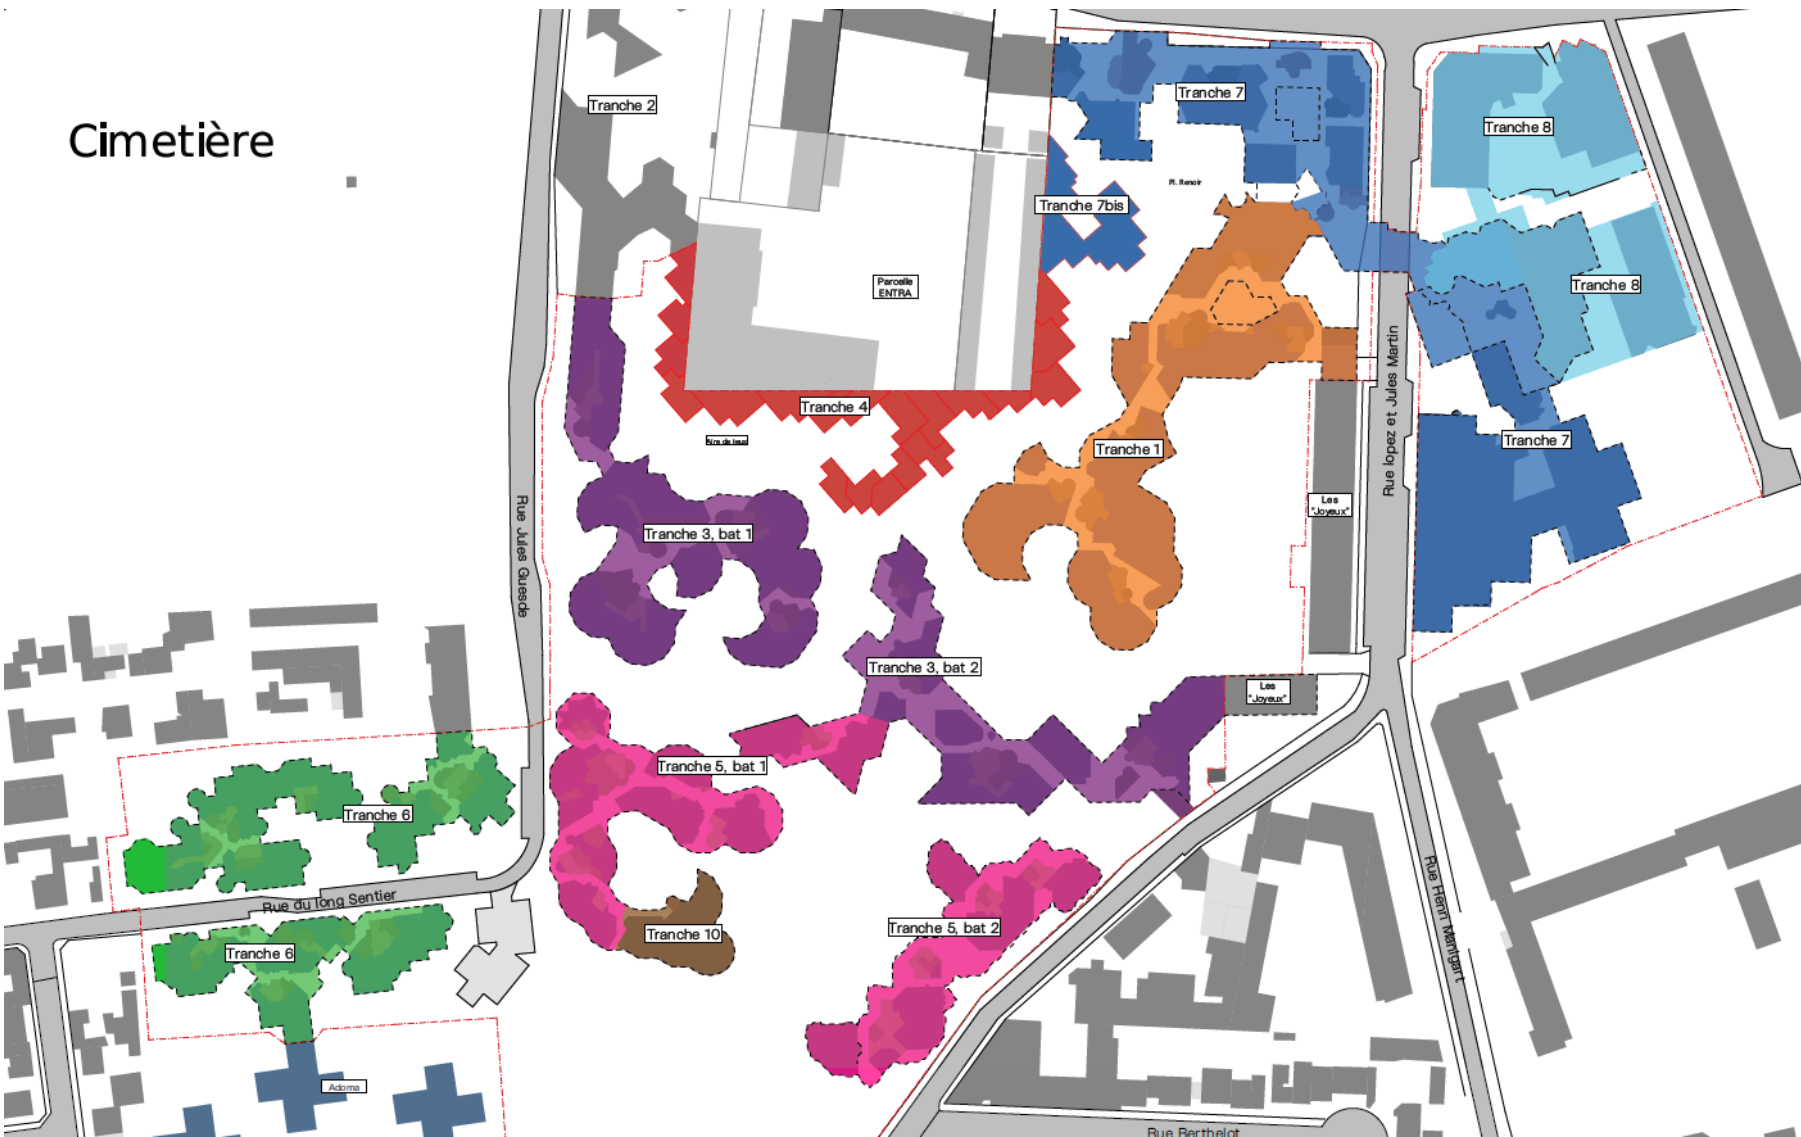 Cimetière
Tranche 2
Tranche 7
Tranche 8
Pl. Renoir
Tranche 7bis
Parcelle
ENTRA
Tranche 8
Rue lopez et Jules Martin
Tranche 4
Aire de jeux
Tranche 1
Tranche 7
Rue Jules Guesde
Les
"Joyeux"
Tranche 3, bat 1
Tranche 3, bat 2
Les
"Joyeux"
Tranche 5, bat 1
Tranche 6
Rue du long Sentier
Tranche 10
Tranche 5, bat 2
Rue Henri Manigart
Tranche 6
Adoma
Rue Berthelot